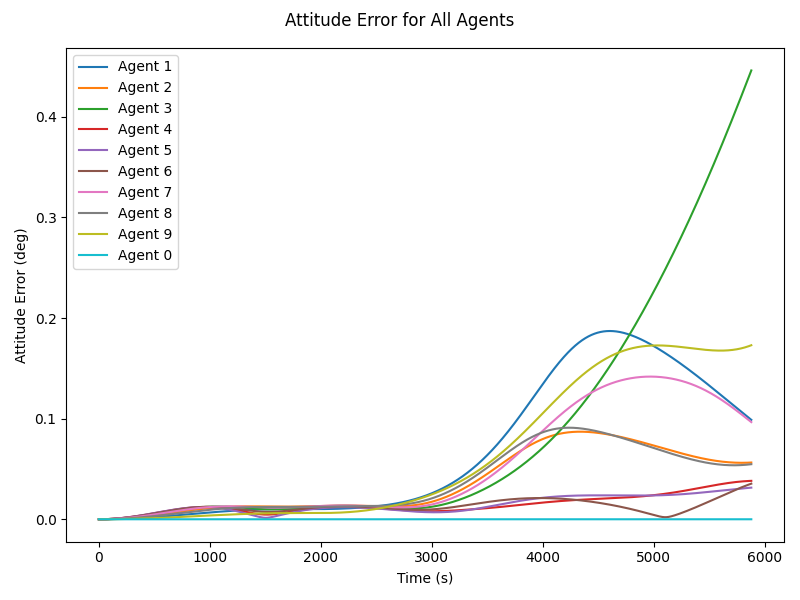 Attitude Error for All Agents
Agent 1
Agent 2
Agent 3
Agent 4
Agent 5
Agent 6
Agent 7
Agent 8
Agent 9
Agent 0
0.4
0.3
0.2
0.1
0.0
Attitude Error (deg)
0 1000 2000 3000 4000 5000 6000
Time (s)